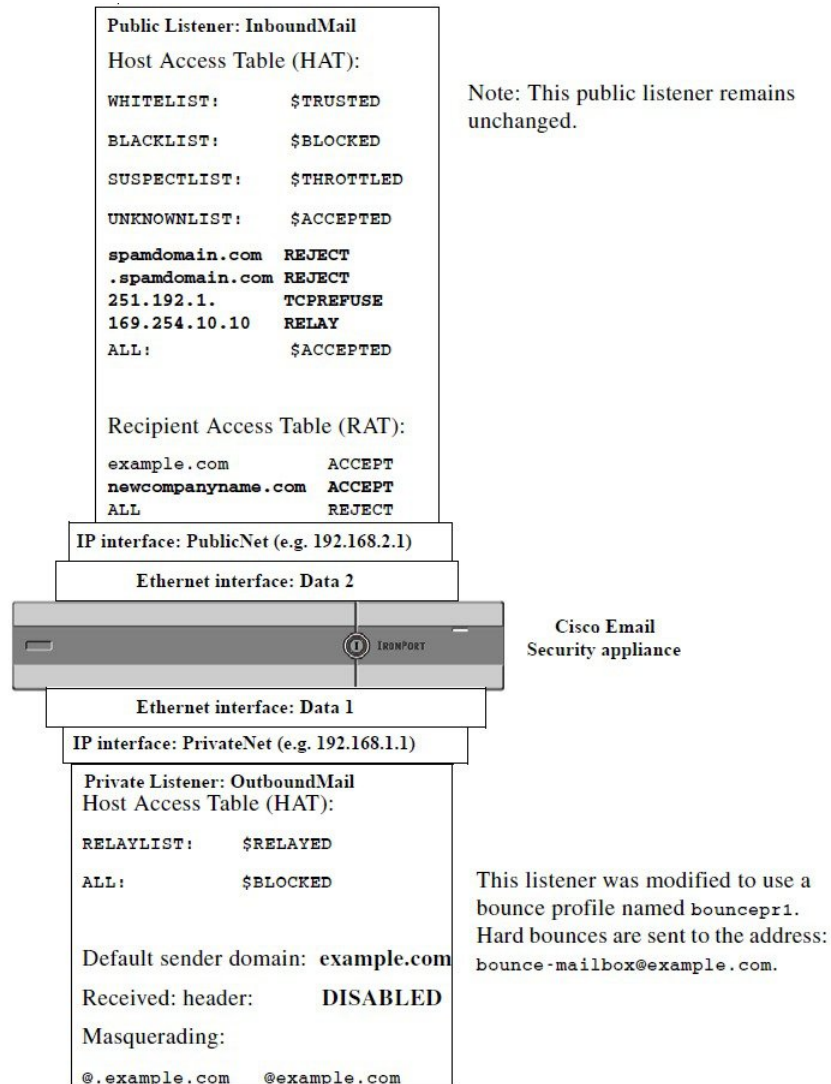 Public Listener: InboundMail
Host Access Table (HAT):
WHITELIST: $TRUSTED
BLACKLIST: $BLOCKED
SUSPECTLIST: $THROTTLED
UNKNOWNLIST: $ACCEPTED
spamdomain.com REJECT
.spamdomain.com REJECT
251.192.1. TCPREFUSE
169.254.10.10 RELAY
ALL: $ACCEPTED
Note: This public listener remains
unchanged.
Recipient Access Table (RAT):
example.com ACCEPT
newcompanyname.com ACCEPT
ALL REJECT
IP interface: PublicNet (e.g. 192.168.2.1)
Ethernet interface: Data 2
IRONPORT
Cisco Email
Security appliance
Ethernet interface: Data 1
IP interface: PrivateNet (e.g. 192.168.1.1)
Private Listener: OutboundMail
Host Access Table (HAT):
RELAYLIST: $RELAYED
ALL: $BLOCKED
Default sender domain: example.com
Received: header: DISABLED
Masquerading:
@.example.com @example.com
This listener was modified to use a
bounce profile named bouncepr1.
Hard bounces are sent to the address:
bounce-mailbox@example.com.